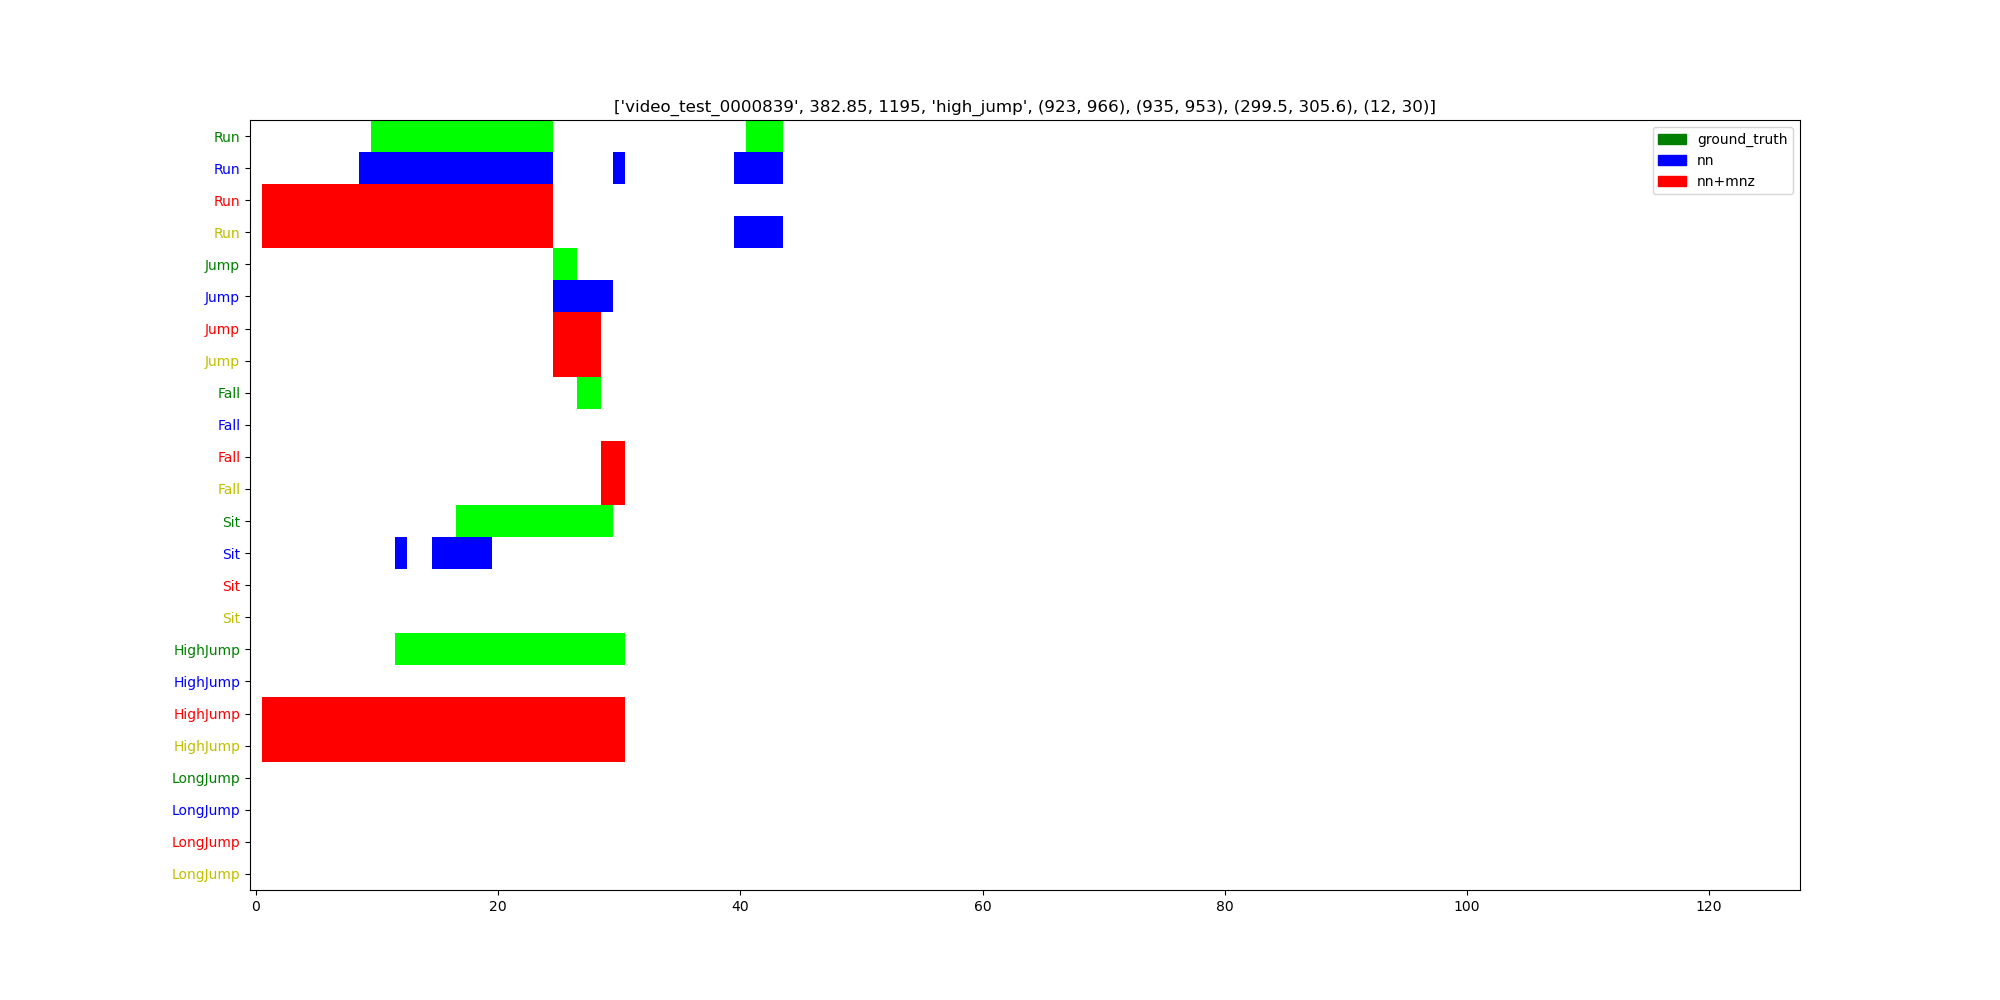 ['video_test_0000839', 382.85, 1195, 'high_jump', (923, 966), (935, 953), (299.5, 305.6), (12, 30)]
Run
Run
Run
Run
Jump
Jump
Jump
Jump
Fall
Fall
Fall
Fall
Sit
Sit
Sit
Sit
HighJump
HighJump
HighJump
HighJump
LongJump
LongJump
LongJump
LongJump
ground_truth
nn
nn+mnz
0 20 40 60 80 100 120